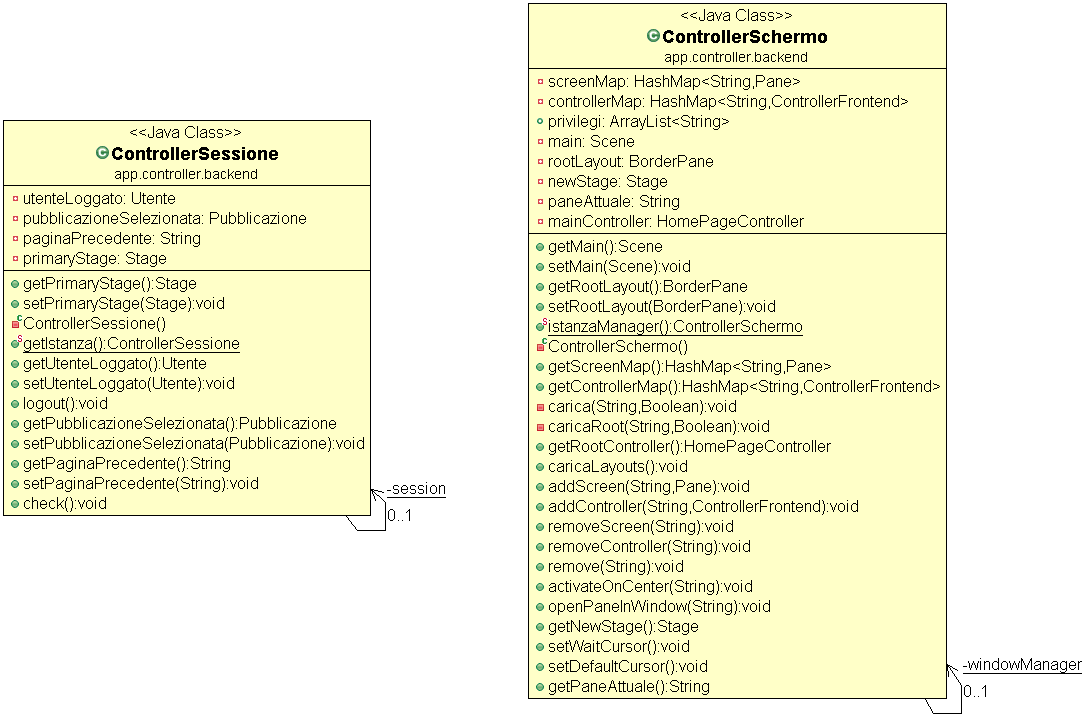 <<Java Class>>
ControllerSessione
app.controller.backend
utenteLoggato: Utente
pubblicazioneSelezionata: Pubblicazione
paginaPrecedente: String
primaryStage: Stage
getPrimaryStage():Stage
setPrimaryStage(Stage):void
ControllerSessione()
getIstanza():ControllerSessione
getUtenteLoggato():Utente
setUtenteLoggato(Utente):void
logout():void
getPubblicazioneSelezionata():Pubblicazione
setPubblicazioneSelezionata(Pubblicazione):void
getPaginaPrecedente():String
setPaginaPrecedente(String):void
check():void
-session
0..1
<<Java Class>>
ControllerSchermo
app.controller.backend
screenMap: HashMap<String,Pane>
controllerMap: HashMap<String,ControllerFrontend>
privilegi: ArrayList<String>
main: Scene
rootLayout: BorderPane
newStage: Stage
paneAttuale: String
mainController: HomePageController
getMain():Scene
setMain(Scene):void
getRootLayout():BorderPane
setRootLayout(BorderPane):void
istanzaManager():ControllerSchermo
ControllerSchermo()
getScreenMap():HashMap<String,Pane>
getControllerMap():HashMap<String,ControllerFrontend>
carica(String,Boolean):void
caricaRoot(String,Boolean):void
getRootController():HomePageController
caricaLayouts():void
addScreen(String,Pane):void
addController(String,ControllerFrontend):void
removeScreen(String):void
removeController(String):void
remove(String):void
activateOnCenter(String):void
openPaneInWindow(String):void
getNewStage():Stage
setWaitCursor():void
setDefaultCursor():void
getPaneAttuale():String
-windowManager
0..1